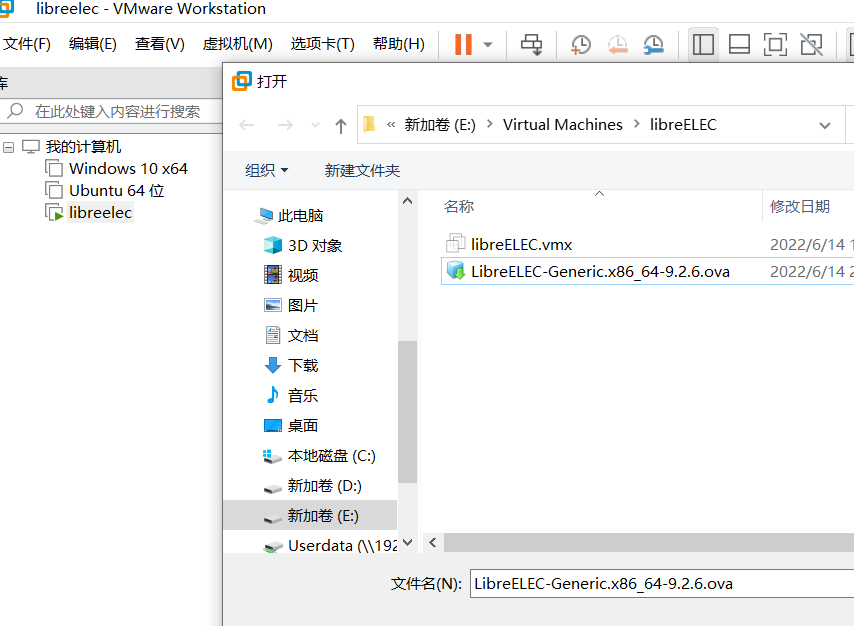 libreelec - VMware Workstation
文件(F) 编辑(E) 查看(V) 虚拟机(M) 选项卡(T) 帮助(H)
库
在此处键入内容进行搜索
我的计算机
Windows 10 x64
Ubuntu 64 位
libreelec
打开
« 新加卷 (E:) › Virtual Machines › libreELEC
组织 新建文件夹
此电脑
3D 对象
视频
图片
文档
下载
音乐
桌面
本地磁盘 (C:)
新加卷 (D:)
新加卷 (E:)
Userdata (\\192
名称 修改日期
libreELEC.vmx 2022/6/14 1
LibreELEC-Generic.x86_64-9.2.6.ova 2022/6/14 2
文件名(N): LibreELEC-Generic.x86_64-9.2.6.ova